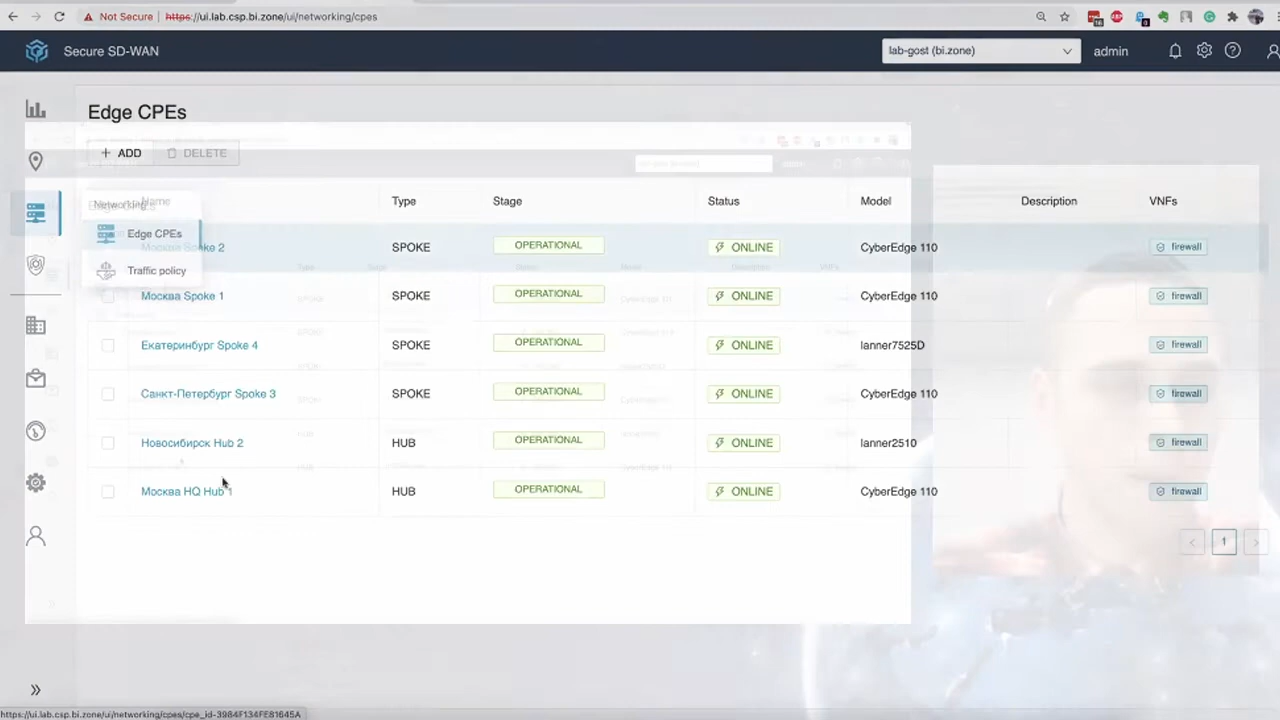 Not Secure | https://ui.lab.csp.bi.zone/ui/networking/cpes
Secure SD-WAN
lab-gost (bi.zone)
admin
Edge CPEs
+ ADD
DELETE
Name
Type
Stage
Status
Model
Description
VNFs
Networking
Edge CPEs
Traffic policy
Москва Spoke 2
SPOKE
OPERATIONAL
ONLINE
CyberEdge 110
firewall
Москва Spoke 1
SPOKE
OPERATIONAL
ONLINE
CyberEdge 110
firewall
Екатеринбург Spoke 4
SPOKE
OPERATIONAL
ONLINE
lanner7525D
firewall
Санкт-Петербург Spoke 3
SPOKE
OPERATIONAL
ONLINE
CyberEdge 110
firewall
Новосибирск Hub 2
HUB
OPERATIONAL
ONLINE
lanner2510
firewall
Москва HQ Hub 1
HUB
OPERATIONAL
ONLINE
CyberEdge 110
firewall
1
https://ui.lab.csp.bi.zone/ui/networking/cpes/cpe_id-3984F134FE81645A